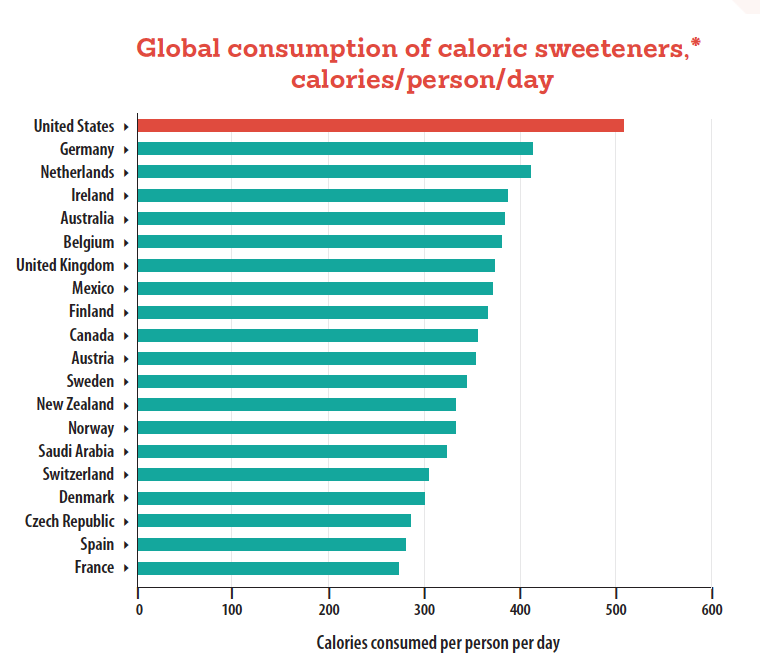 Global consumption of caloric sweeteners,*
calories/person/day
United States
Germany
Netherlands
Ireland
Australia
Belgium
United Kingdom
Mexico
Finland
Canada
Austria
Sweden
New Zealand
Norway
Saudi Arabia
Switzerland
Denmark
Czech Republic
Spain
France
0 100 200 300 400 500 600
Calories consumed per person per day